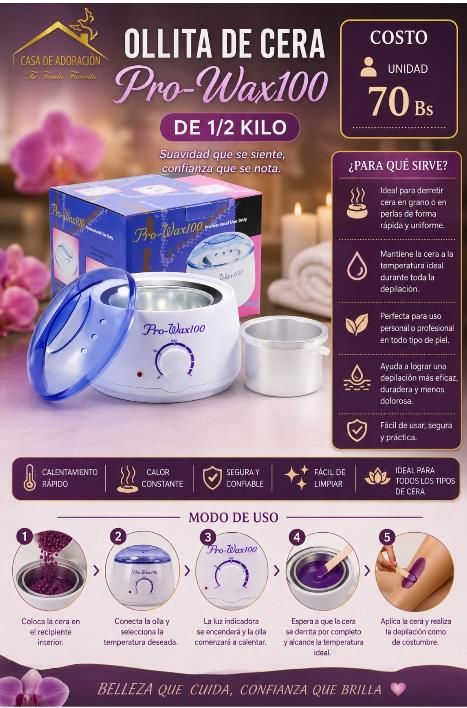 CASA DE ADORACIÓN
Tu Tienda Favorita
OLLITA DE CERA
Pro-Wax100
DE 1/2 KILO
Suavidad que se siente,
confianza que se nota.
COSTO
UNIDAD
70 Bs
¿PARA QUÉ SIRVE?
Ideal para derretir
cera en grano o en
perlas de forma
rápida y uniforme.
Mantiene la cera a la
temperatura ideal
durante toda la
depilación.
Perfecta para uso
personal o profesional
en todo tipo de piel.
Ayuda a lograr una
depilación más eficaz,
duradera y menos
dolorosa.
Fácil de usar, segura
y práctica.
Pro-Wax100
Pro-Wax100 Professional Use Only
Pro-Wax100
CALENTAMIENTO
RÁPIDO
CALOR
CONSTANTE
SEGURA Y
CONFIABLE
FÁCIL DE
LIMPIAR
IDEAL PARA
TODOS LOS TIPOS
DE CERA
MODO DE USO
1
2
3
4
5
Pro-Wax100
Coloca la cera en
el recipiente
interior.
Conecta la olla y
selecciona la
temperatura deseada.
La luz indicadora
se encenderá y la olla
comenzará a calentar.
Espera a que la cera
se derrita por completo
y alcance la temperatura
ideal.
Aplica la cera y realiza
la depilación como
de costumbre.
BELLEZA QUE CUIDA, CONFIANZA QUE BRILLA